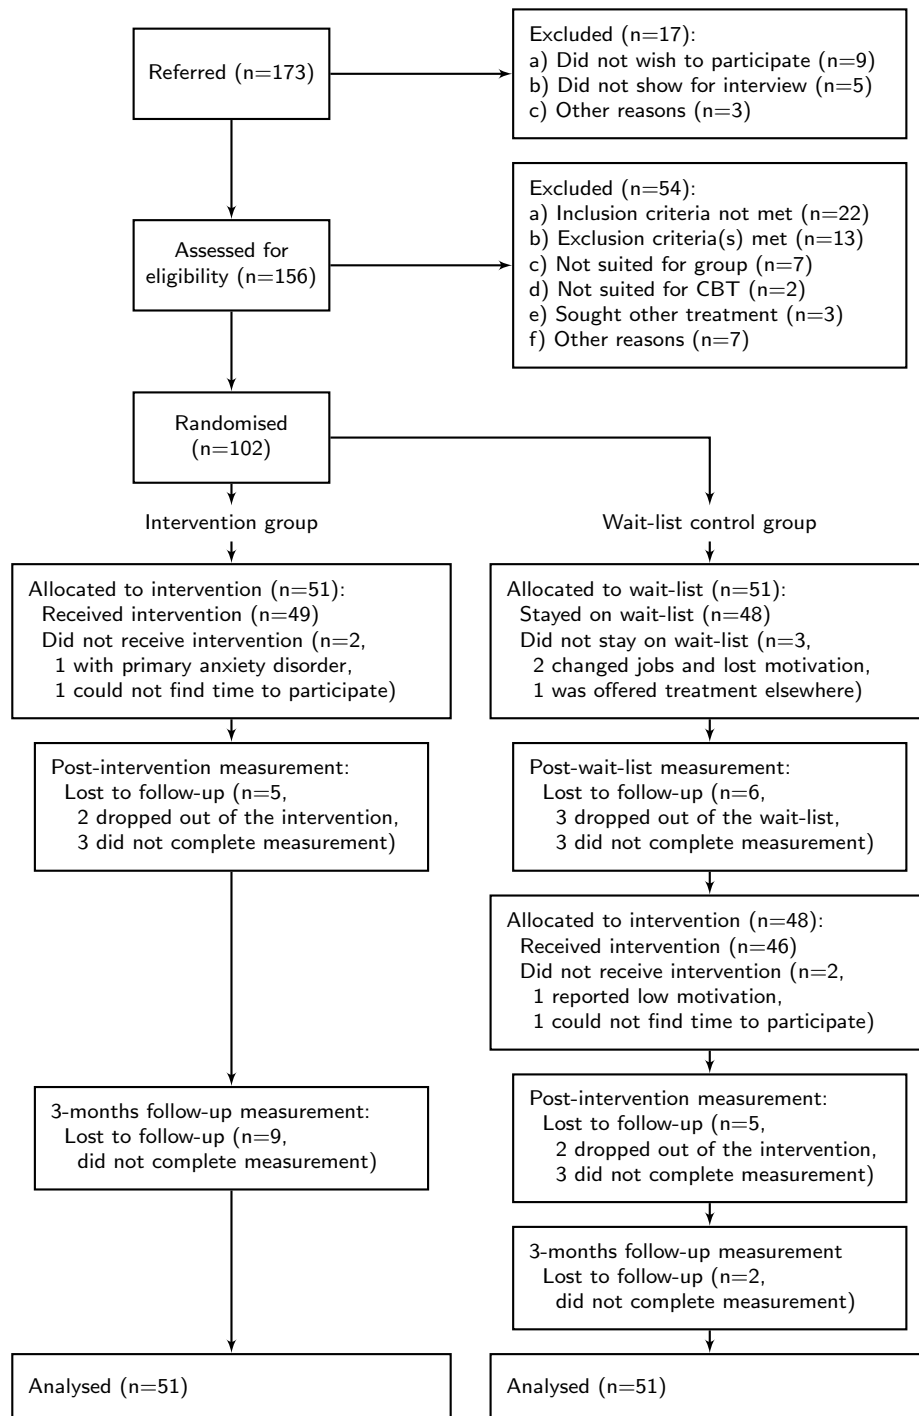 Referred (n=173)
Excluded (n=17):
a) Did not wish to participate (n=9)
b) Did not show for interview (n=5)
c) Other reasons (n=3)
Assessed for
eligibility (n=156)
Excluded (n=54):
a) Inclusion criteria not met (n=22)
b) Exclusion criteria(s) met (n=13)
c) Not suited for group (n=7)
d) Not suited for CBT (n=2)
e) Sought other treatment (n=3)
f) Other reasons (n=7)
Randomised
(n=102)
Intervention group
Allocated to intervention (n=51):
Received intervention (n=49)
Did not receive intervention (n=2,
1 with primary anxiety disorder,
1 could not find time to participate)
Post-intervention measurement:
Lost to follow-up (n=5,
2 dropped out of the intervention,
3 did not complete measurement)
3-months follow-up measurement:
Lost to follow-up (n=9,
did not complete measurement)
Analysed (n=51)
Wait-list control group
Allocated to wait-list (n=51):
Stayed on wait-list (n=48)
Did not stay on wait-list (n=3,
2 changed jobs and lost motivation,
1 was offered treatment elsewhere)
Post-wait-list measurement:
Lost to follow-up (n=6,
3 dropped out of the wait-list,
3 did not complete measurement)
Allocated to intervention (n=48):
Received intervention (n=46)
Did not receive intervention (n=2,
1 reported low motivation,
1 could not find time to participate)
Post-intervention measurement:
Lost to follow-up (n=5,
2 dropped out of the intervention,
3 did not complete measurement)
3-months follow-up measurement
Lost to follow-up (n=2,
did not complete measurement)
Analysed (n=51)